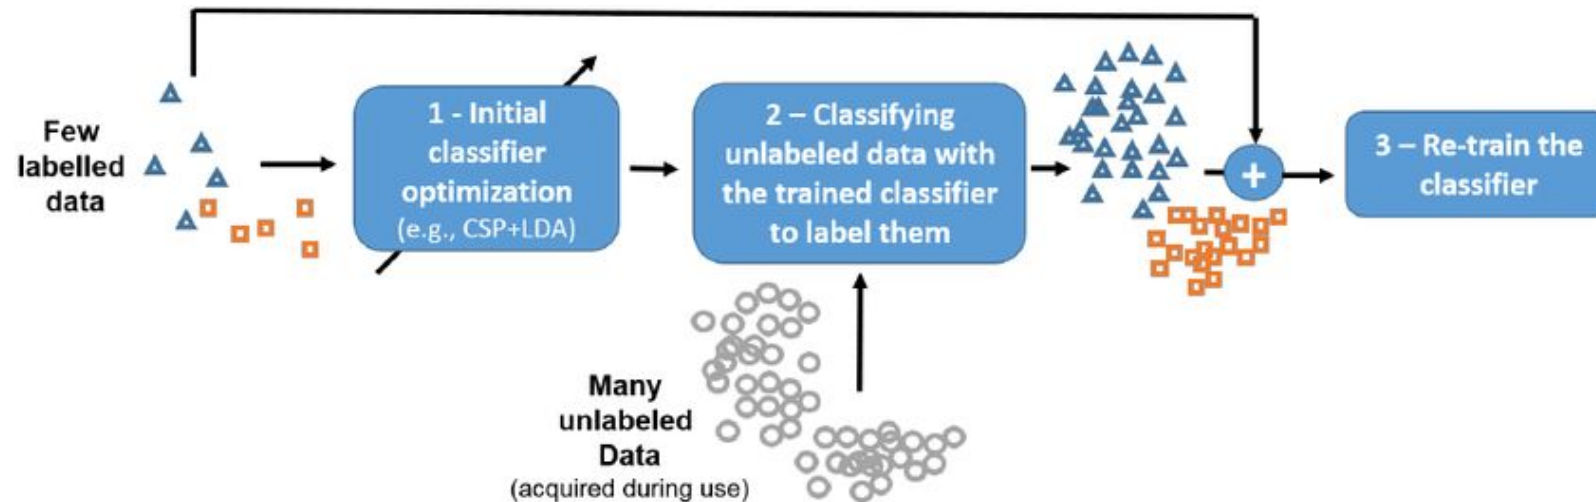 Few
labelled
data
1 - Initial
classifier
optimization
(e.g., CSP+LDA)
2 – Classifying
unlabeled data with
the trained classifier
to label them
+
3 – Re-train the
classifier
Many
unlabeled
Data
(acquired during use)